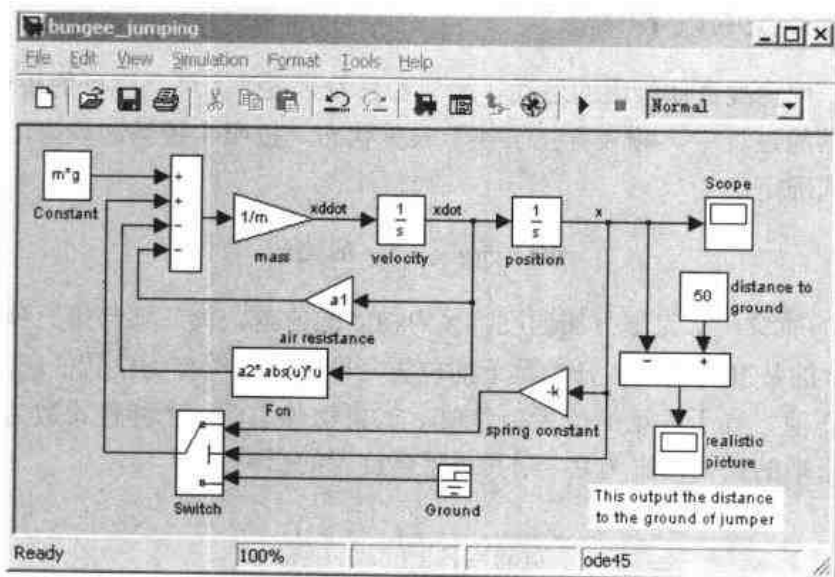 bungee_jumping
File Edit View Simulation Format Tools Help
Normal
m*g
Constant
+
+
−
−
1/m
mass
xddot
1
s
velocity
xdot
1
s
position
x
Scope
50
distance to
ground
a1
air resistance
− +
a2*abs(u)*u
Fcn
-k
spring constant
realistic
picture
Switch
Ground
This output the distance
to the ground of jumper
Ready 100% ode45